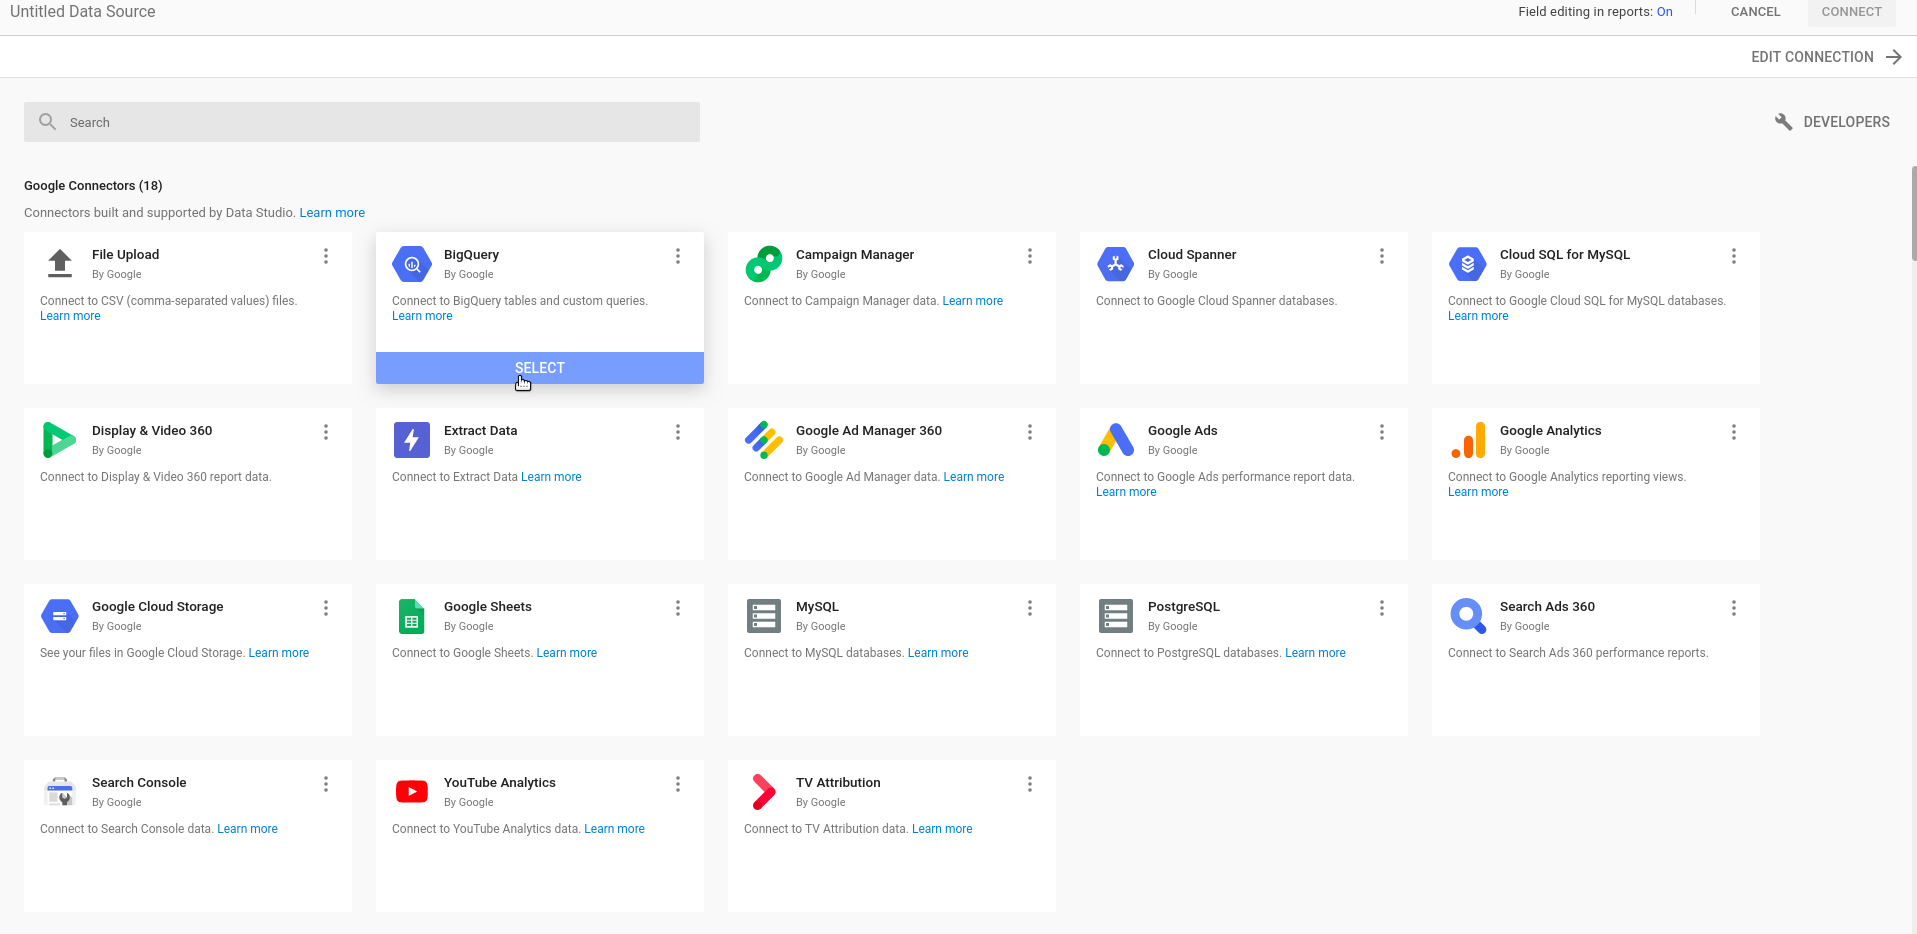 Untitled Data Source
Field editing in reports: On
CANCEL
CONNECT
EDIT CONNECTION
Search
DEVELOPERS
Google Connectors (18)
Connectors built and supported by Data Studio. Learn more
File Upload
By Google
Connect to CSV (comma-separated values) files.
Learn more
BigQuery
By Google
Connect to BigQuery tables and custom queries.
Learn more
SELECT
Campaign Manager
By Google
Connect to Campaign Manager data. Learn more
Cloud Spanner
By Google
Connect to Google Cloud Spanner databases.
Cloud SQL for MySQL
By Google
Connect to Google Cloud SQL for MySQL databases.
Learn more
Display & Video 360
By Google
Connect to Display & Video 360 report data.
Extract Data
By Google
Connect to Extract Data Learn more
Google Ad Manager 360
By Google
Connect to Google Ad Manager data. Learn more
Google Ads
By Google
Connect to Google Ads performance report data.
Learn more
Google Analytics
By Google
Connect to Google Analytics reporting views.
Learn more
Google Cloud Storage
By Google
See your files in Google Cloud Storage. Learn more
Google Sheets
By Google
Connect to Google Sheets. Learn more
MySQL
By Google
Connect to MySQL databases. Learn more
PostgreSQL
By Google
Connect to PostgreSQL databases. Learn more
Search Ads 360
By Google
Connect to Search Ads 360 performance reports.
Search Console
By Google
Connect to Search Console data. Learn more
YouTube Analytics
By Google
Connect to YouTube Analytics data. Learn more
TV Attribution
By Google
Connect to TV Attribution data. Learn more